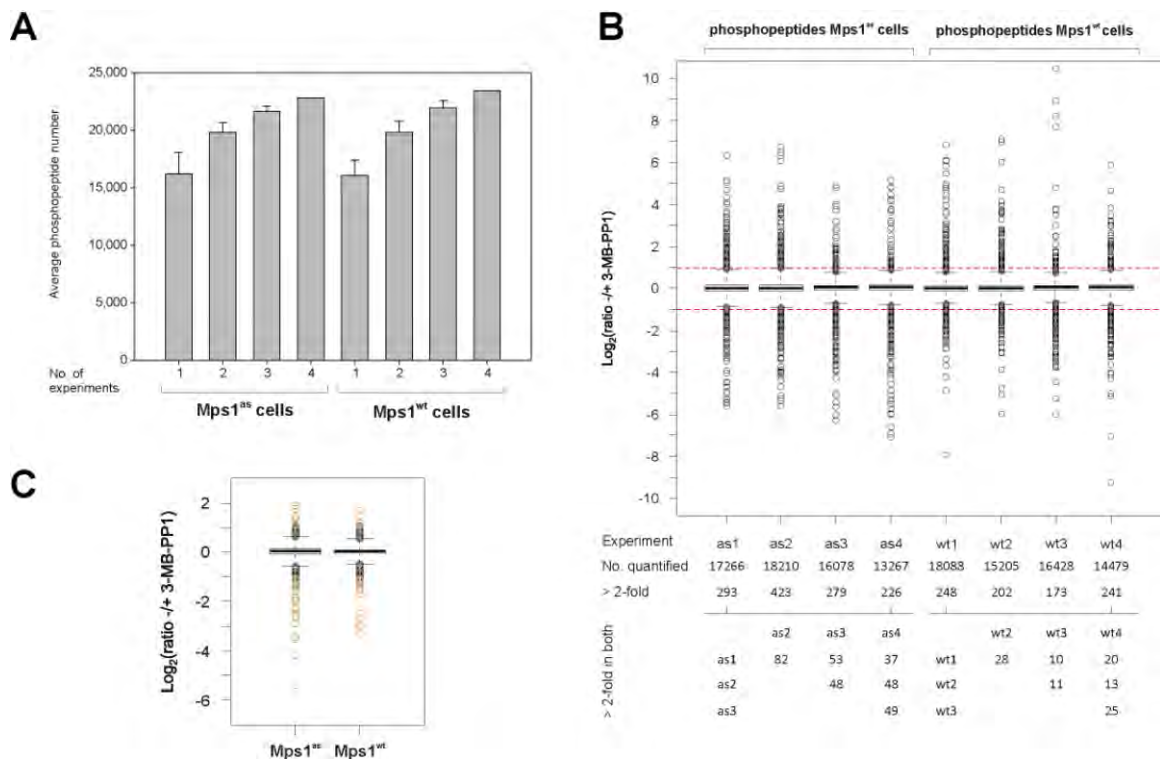 A
25,000
20,000
15,000
10,000
5,000
0
Average phosphopeptide number
No. of experiments
1 2 3 4 1 2 3 4
Mps1as cells Mps1wt cells
B
phosphopeptides Mps1as cells phosphopeptides Mps1wt cells
10
8
6
4
2
0
-2
-4
-6
-8
-10
Log2(ratio -/+ 3-MB-PP1)
Experiment as1 as2 as3 as4 wt1 wt2 wt3 wt4
No. quantified 17266 18210 16078 13267 18088 15205 16428 14479
> 2-fold 293 423 279 226 248 202 173 241
> 2-fold in both
as2 as3 as4 wt2 wt3 wt4
as1 82 53 37 wt1 28 10 20
as2 48 48 wt2 11 13
as3 49 wt3 25
C
2
0
-2
-4
-6
Log2(ratio -/+ 3-MB-PP1)
Mps1as Mps1wt